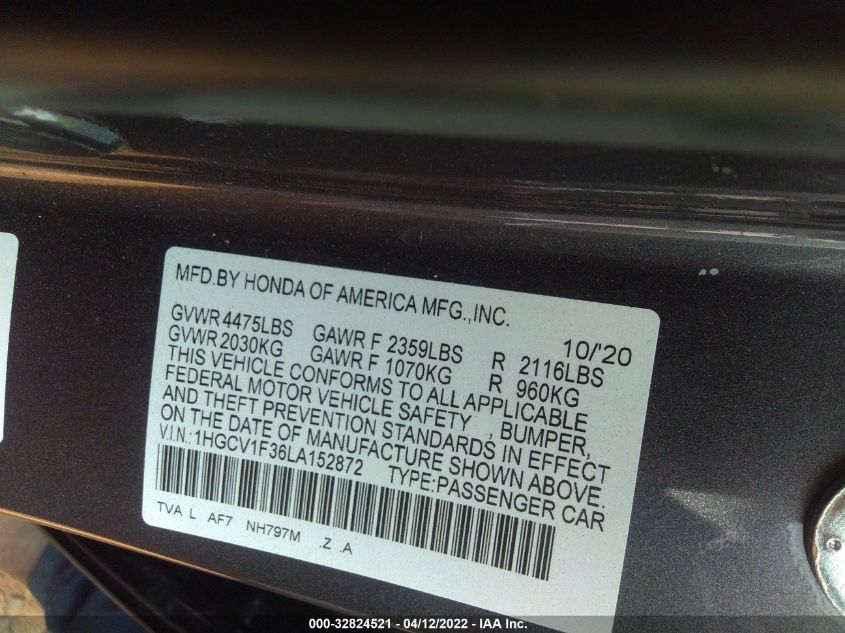 MFD.BY HONDA OF AMERICA MFG.,INC.
10/'20
GVWR 4475LBS GAWR F 2359LBS R 2116LBS
GVWR 2030KG GAWR F 1070KG R 960KG
THIS VEHICLE CONFORMS TO ALL APPLICABLE
FEDERAL MOTOR VEHICLE SAFETY , BUMPER,
AND THEFT PREVENTION STANDARDS IN EFFECT
ON THE DATE OF MANUFACTURE SHOWN ABOVE.
V.I.N.: 1HGCV1F36LA152872 TYPE:PASSENGER CAR
TVA L AF7 NH797M .Z .A
000-32824521 - 04/12/2022 - IAA Inc.